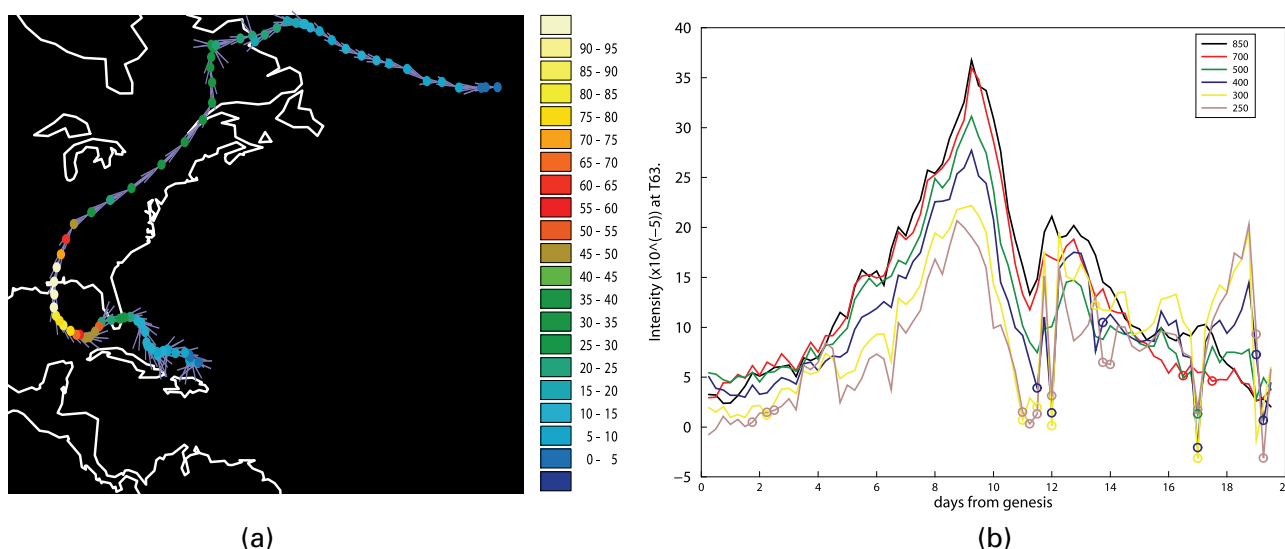 90 - 95
85 - 90
80 - 85
75 - 80
70 - 75
65 - 70
60 - 65
55 - 60
50 - 55
45 - 50
40 - 45
35 - 40
30 - 35
25 - 30
20 - 25
15 - 20
10 - 15
5 - 10
0 - 5
(a)
Intensity (x10^(−5)) at T63.
40
35
30
25
20
15
10
5
0
−5
850
700
500
400
300
250
0 2 4 6 8 10 12 14 16 18 2
days from genesis
(b)